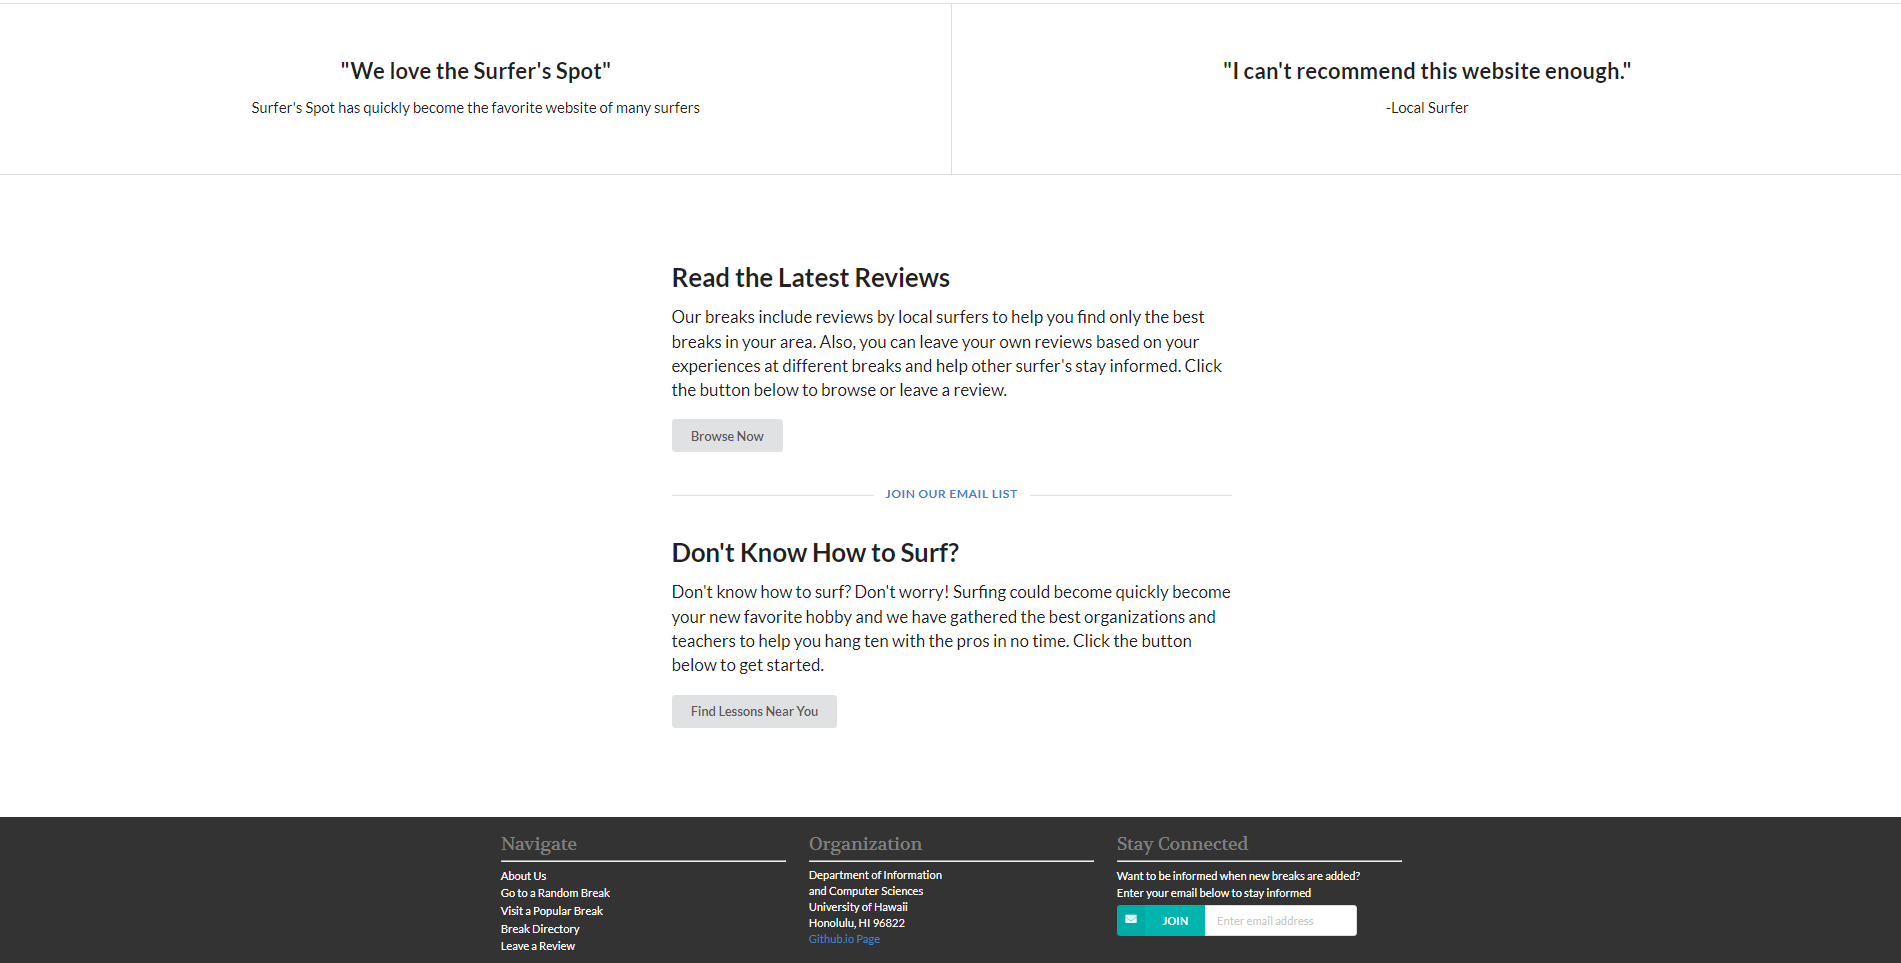 "We love the Surfer's Spot"
Surfer's Spot has quickly become the favorite website of many surfers
"I can't recommend this website enough."
-Local Surfer
Read the Latest Reviews
Our breaks include reviews by local surfers to help you find only the best
breaks in your area. Also, you can leave your own reviews based on your
experiences at different breaks and help other surfer's stay informed. Click
the button below to browse or leave a review.
Browse Now
JOIN OUR EMAIL LIST
Don't Know How to Surf?
Don't know how to surf? Don't worry! Surfing could become quickly become
your new favorite hobby and we have gathered the best organizations and
teachers to help you hang ten with the pros in no time. Click the button
below to get started.
Find Lessons Near You
Navigate
About Us
Go to a Random Break
Visit a Popular Break
Break Directory
Leave a Review
Organization
Department of Information
and Computer Sciences
University of Hawaii
Honolulu, HI 96822
Github.io Page
Stay Connected
Want to be informed when new breaks are added?
Enter your email below to stay informed
JOIN
Enter email address